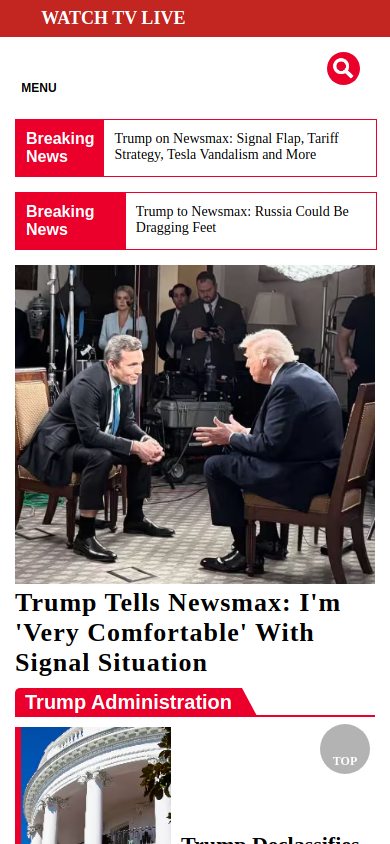 WATCH TV LIVE
MENU
Breaking
News
Trump on Newsmax: Signal Flap, Tariff
Strategy, Tesla Vandalism and More
Breaking
News
Trump to Newsmax: Russia Could Be
Dragging Feet
Trump Tells Newsmax: I'm
'Very Comfortable' With
Signal Situation
Trump Administration
TOP
Trump Declassifies